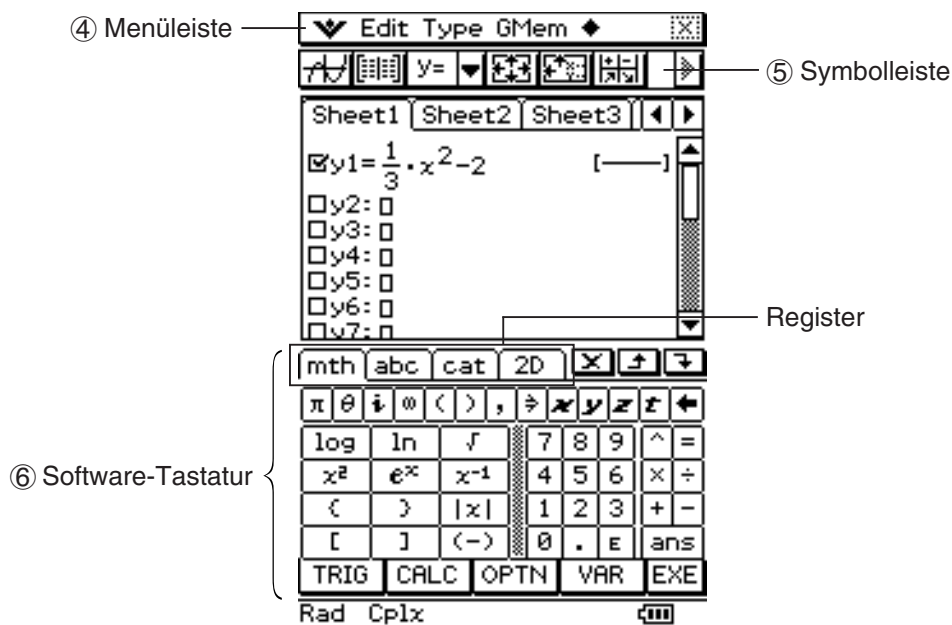 ④ Menüleiste
Edit Type GMem ◆
y=
⑤ Symbolleiste
Sheet1 Sheet2 Sheet3
y1=1/3·x²-2 [—]
y2:
y3:
y4:
y5:
y6:
y7:
Register
mth abc cat 2D
π θ i ∞ ( ) , ⇒ x y z t ←
log ln √ 7 8 9 ^ =
x² eˣ x⁻¹ 4 5 6 × ÷
⑥ Software-Tastatur
( ) |x| 1 2 3 + -
[ ] (-) 0 . E ans
TRIG CALC OPTN VAR EXE
Rad Cplx